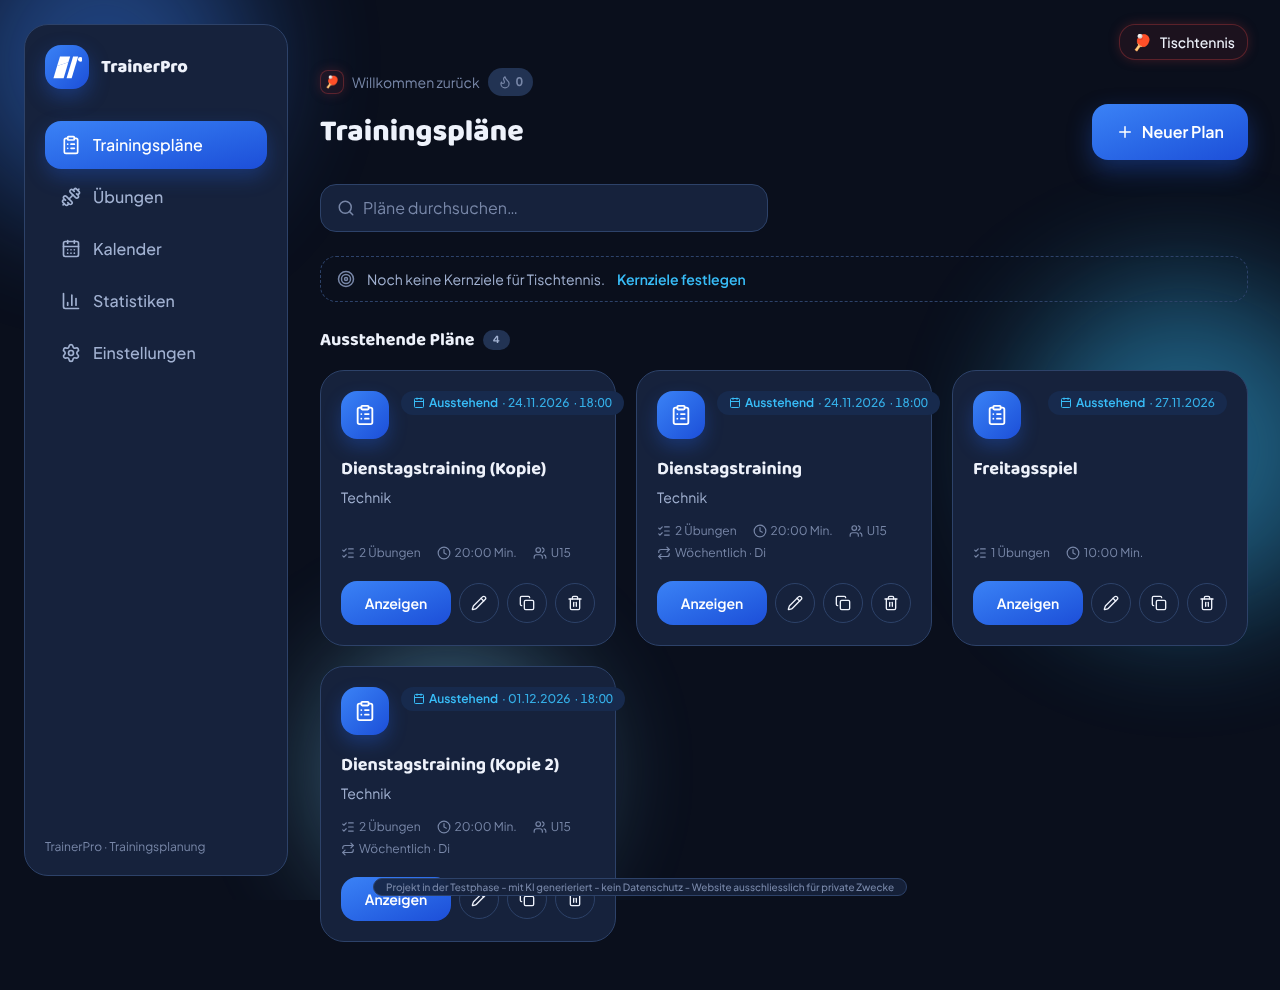 Tischtennis
TrainerPro
Willkommen zurück 0
Trainingspläne
Neuer Plan
Trainingspläne
Übungen
Kalender
Statistiken
Einstellungen
Pläne durchsuchen...
Noch keine Kernziele für Tischtennis. Kernziele festlegen
Ausstehende Pläne 4
Ausstehend · 24.11.2026 · 18:00
Dienstagstraining (Kopie)
Technik
2 Übungen 20:00 Min. U15
Anzeigen
Ausstehend · 24.11.2026 · 18:00
Dienstagstraining
Technik
2 Übungen 20:00 Min. U15
Wöchentlich · Di
Anzeigen
Ausstehend · 27.11.2026
Freitagsspiel
1 Übungen 10:00 Min.
Anzeigen
Ausstehend · 01.12.2026 · 18:00
Dienstagstraining (Kopie 2)
Technik
2 Übungen 20:00 Min. U15
Wöchentlich · Di
Anzeigen
TrainerPro · Trainingsplanung
Projekt in der Testphase - mit KI generieriert - kein Datenschutz - Website ausschliesslich für private Zwecke